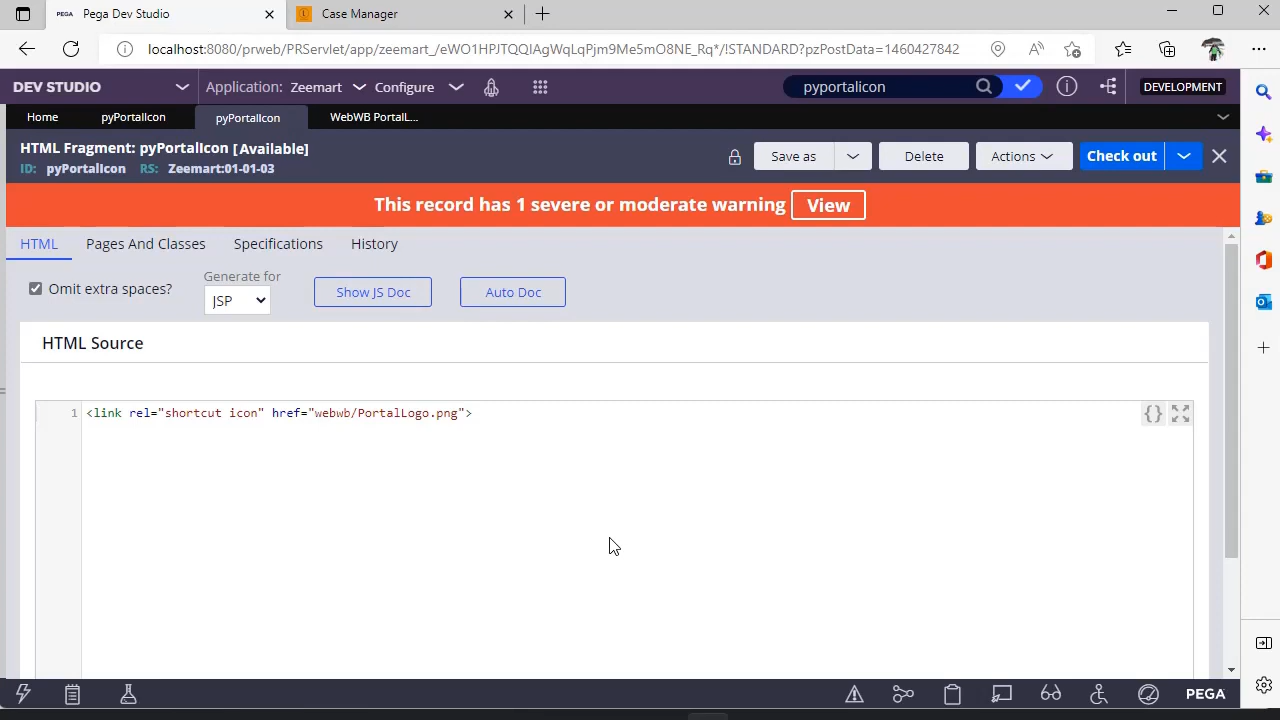 PEGA Pega Dev Studio
Case Manager
localhost:8080/prweb/PRServlet/app/zeemart_/eWO1HPJTQQIAgWqLqPjm9Me5mO8NE_Rq*/!STANDARD?pzPostData=1460427842
DEV STUDIO Application: Zeemart Configure pyportalicon DEVELOPMENT
Home pyPortalIcon pyPortalIcon WebWB PortalL...
HTML Fragment: pyPortalIcon [Available]
ID: pyPortalIcon RS: Zeemart:01-01-03
Save as Delete Actions Check out
This record has 1 severe or moderate warning View
HTML Pages And Classes Specifications History
Omit extra spaces?
Generate for
JSP
Show JS Doc Auto Doc
HTML Source
1 <link rel="shortcut icon" href="webwb/PortalLogo.png">
{}
PEGA